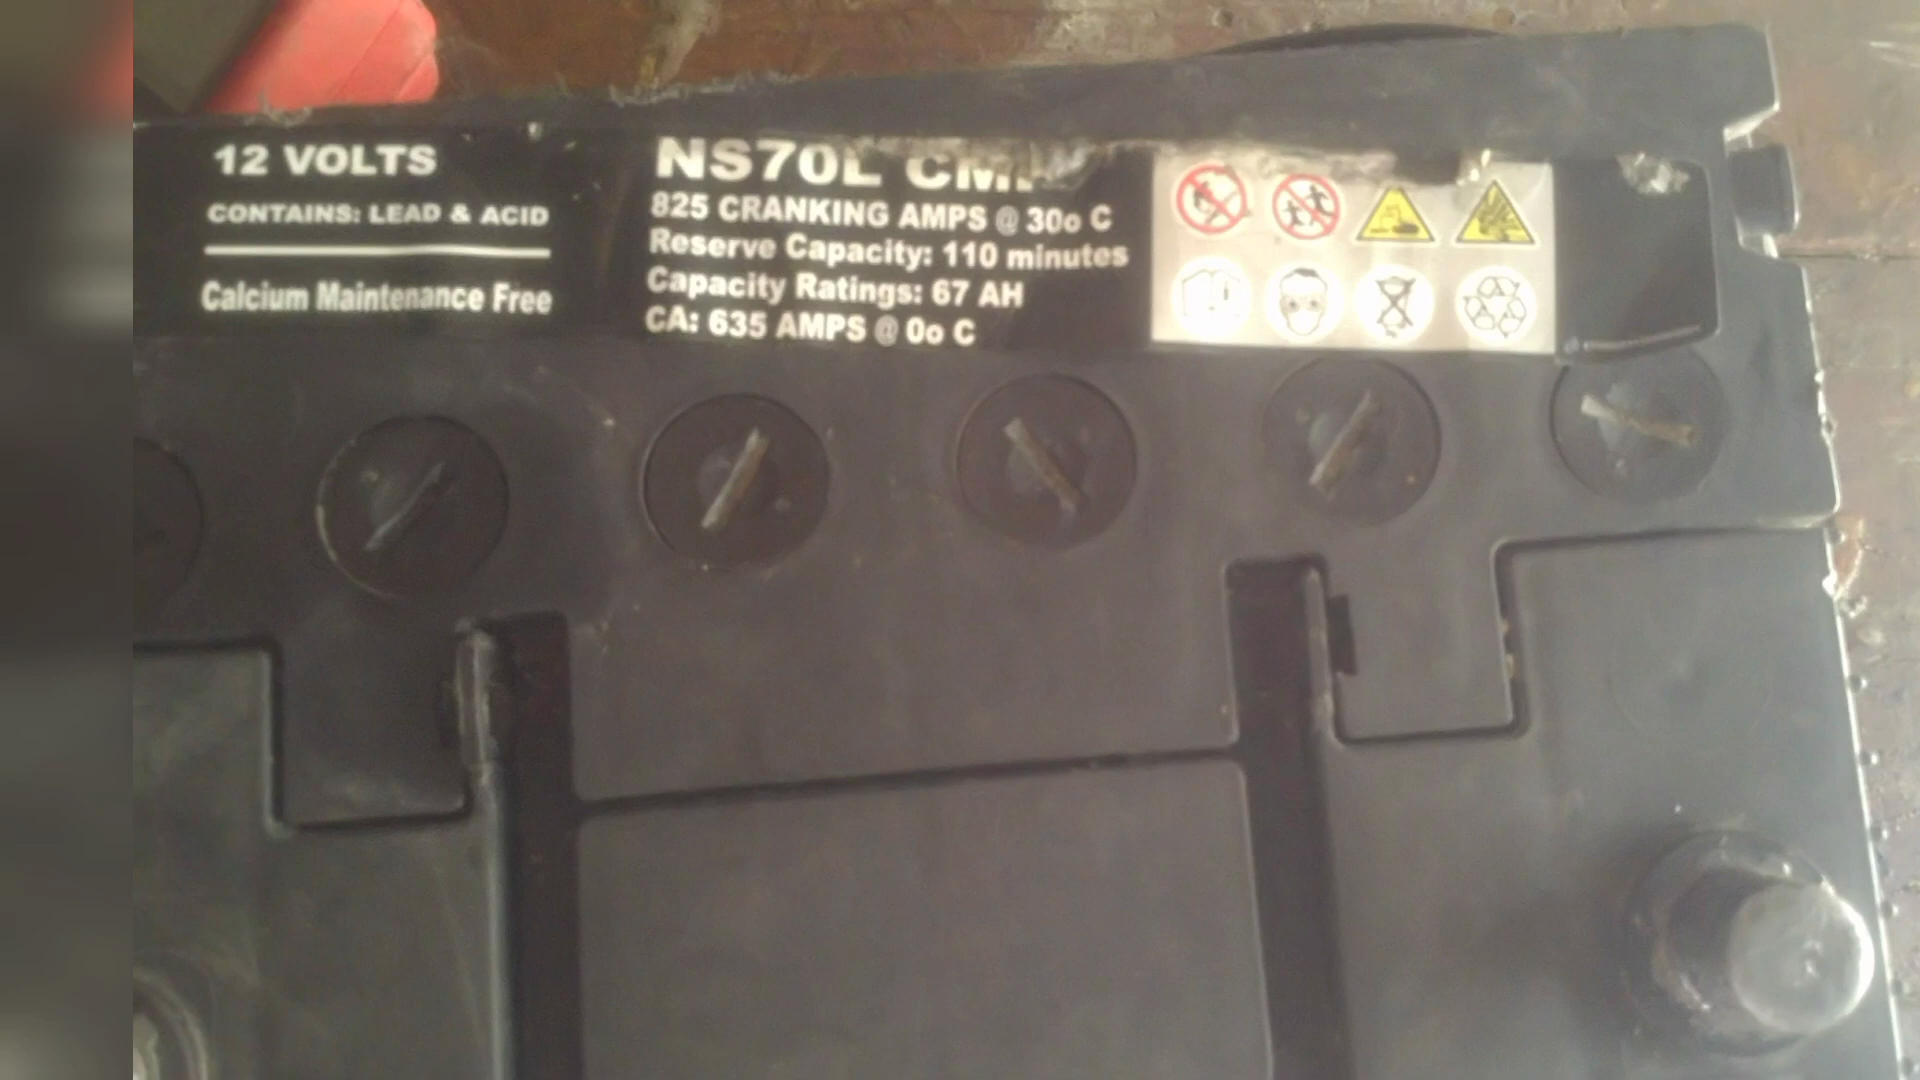 12 VOLTS
CONTAINS: LEAD & ACID
Calcium Maintenance Free
NS70L
825 CRANKING AMPS @ 30o C
Reserve Capacity: 110 minutes
Capacity Ratings: 67 AH
CA: 635 AMPS @ 0o C